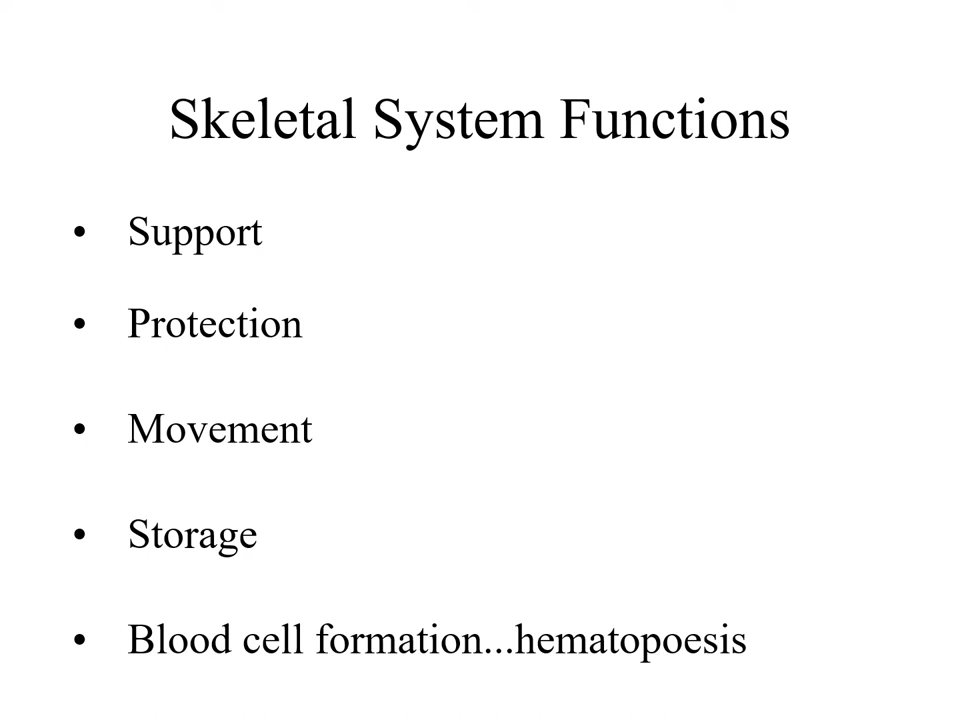 Skeletal System Functions
• Support
• Protection
• Movement
• Storage
• Blood cell formation...hematopoesis